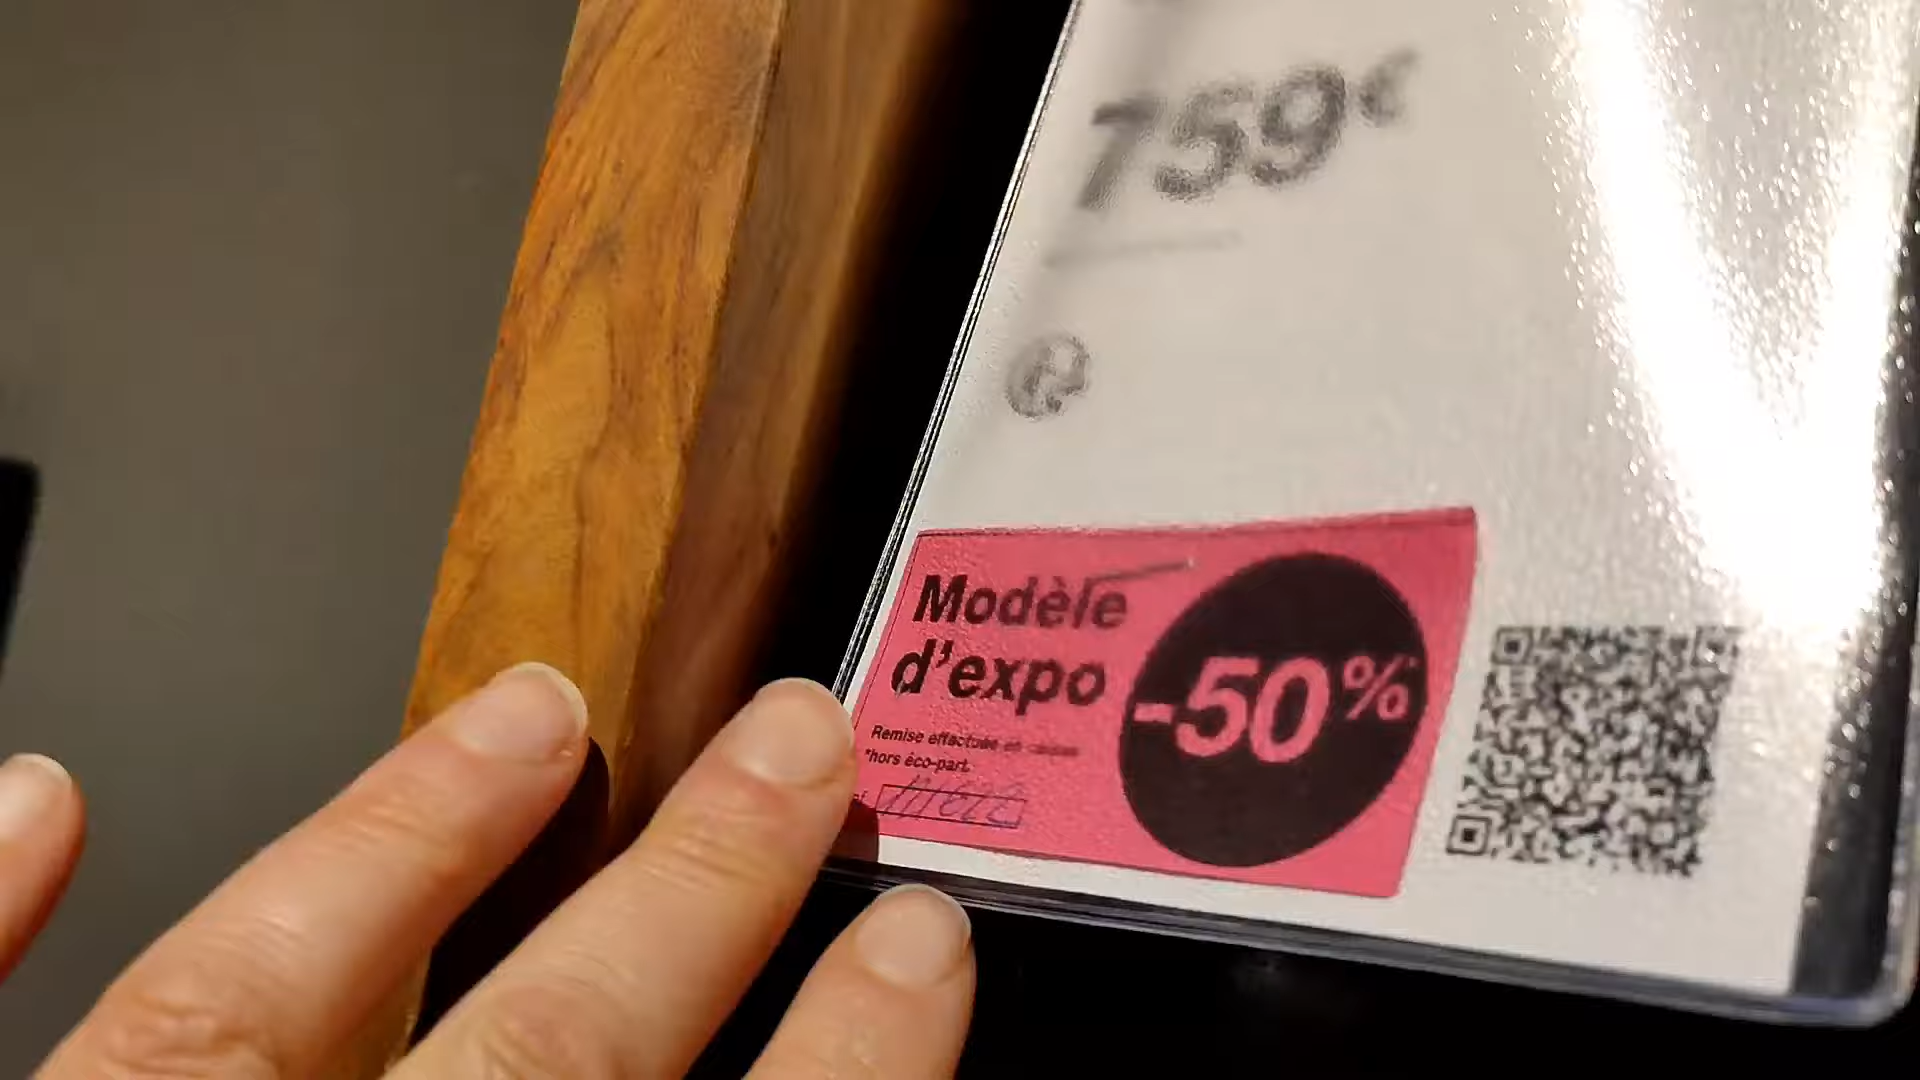 759€
Modèle
d'expo
-50%*
Remise effectuée en caisse
*hors éco-part.